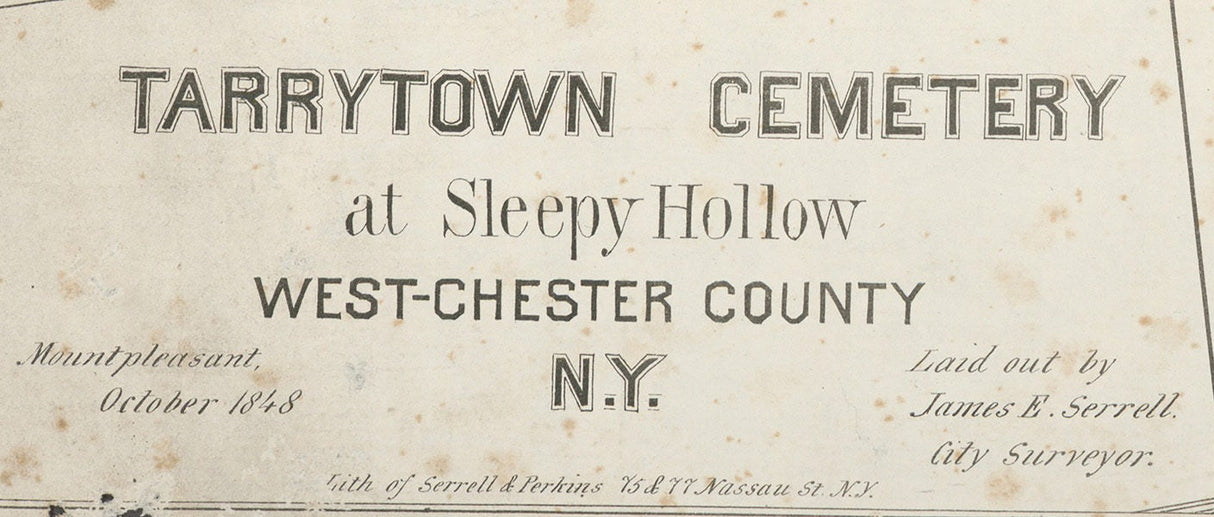 TARRYTOWN CEMETERY
at Sleepy Hollow
WEST-CHESTER COUNTY
N.Y.
Mountpleasant,
October 1848
Laid out by
James E. Serrell.
City Surveyor.
Lith of Serrell & Perkins 75 & 77 Nassau St. N.Y.